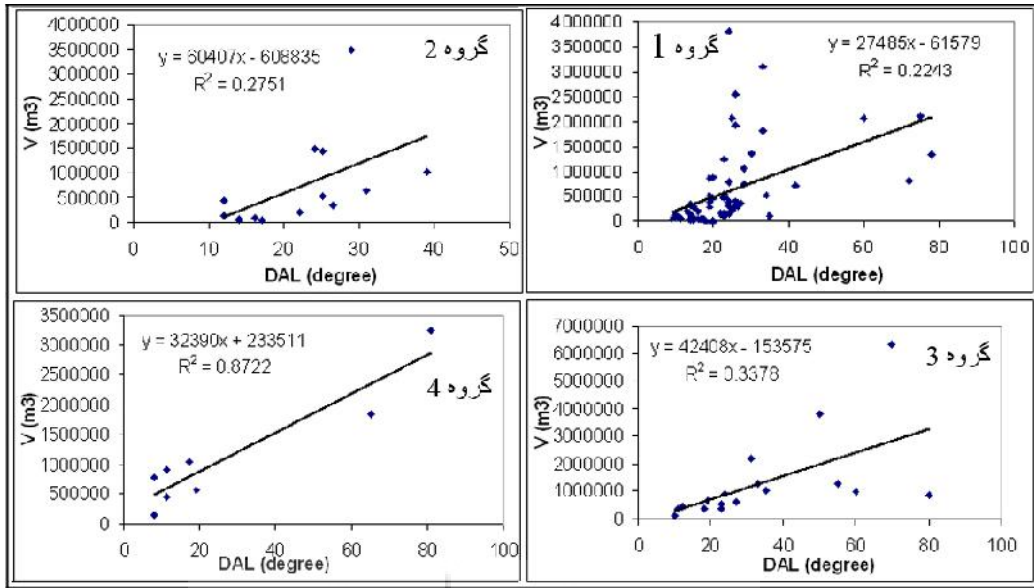 4000000
3500000
3000000
2500000
2000000
1500000
1000000
500000
0
V (m3)
y = 60407x - 608835
R² = 0.2751
گروه 2
0 10 20 30 40 50
DAL (degree)
4000000
3500000
3000000
2500000
2000000
1500000
1000000
500000
0
V (m3)
گروه 1
y = 27485x - 61579
R² = 0.2243
0 20 40 60 80 100
DAL (degree)
3500000
3000000
2500000
2000000
1500000
1000000
500000
0
V (m3)
y = 32390x + 233511
R² = 0.8722
گروه 4
0 20 40 60 80 100
DAL (degree)
7000000
6000000
5000000
4000000
3000000
2000000
1000000
0
V (m3)
y = 42408x - 153575
R² = 0.3378
گروه 3
0 20 40 60 80 100
DAL (degree)